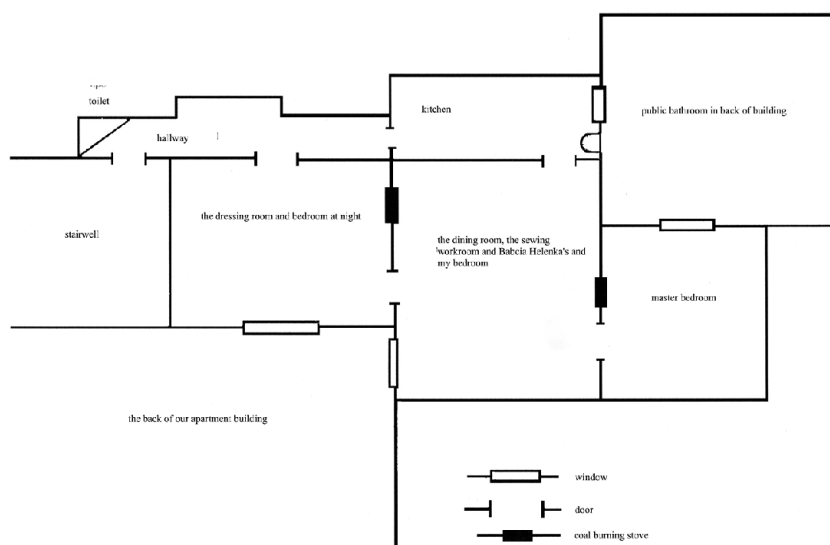 toilet
kitchen
public bathroom in back of building
hallway
the dressing room and bedroom at night
stairwell
the dining room, the sewing
workroom and Babcia Helenka's and
my bedroom
master bedroom
the back of our apartment building
window
door
coal burning stove